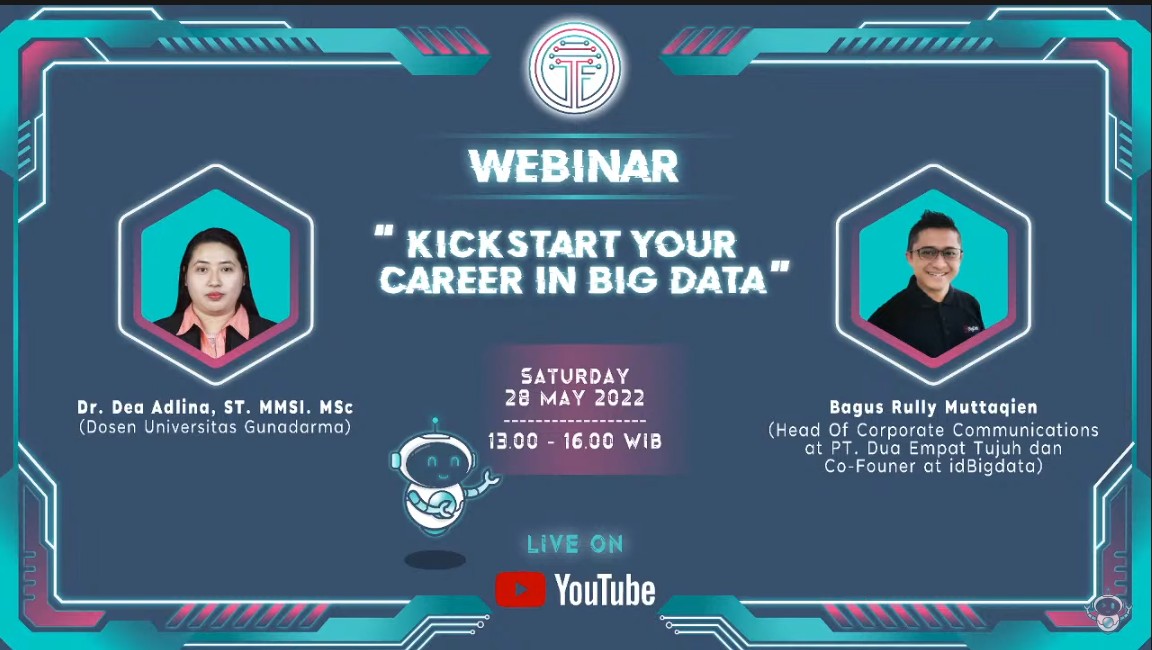 WEBINAR
" KICKSTART YOUR
CAREER IN BIG DATA"
Dr. Dea Adlina, ST. MMSI. MSc
(Dosen Universitas Gunadarma)
SATURDAY
28 MAY 2022
13.00 - 16.00 WIB
Bagus Rully Muttaqien
(Head Of Corporate Communications
at PT. Dua Empat Tujuh dan
Co-Founer at idBigdata)
LIVE ON
YouTube